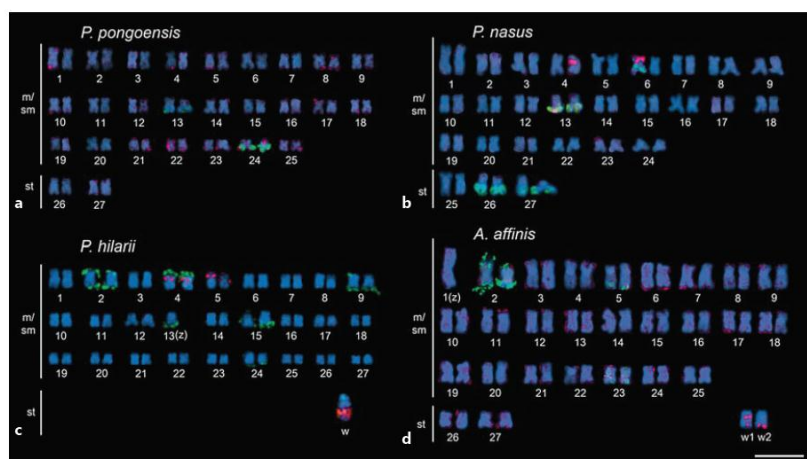 P. pongoensis
1 2 3 4 5 6 7 8 9
m/
sm
10 11 12 13 14 15 16 17 18
19 20 21 22 23 24 25
st
26 27
a
P. nasus
1 2 3 4 5 6 7 8 9
m/
sm
10 11 12 13 14 15 16 17 18
19 20 21 22 23 24
st
25 26 27
b
P. hilarii
1 2 3 4 5 6 7 8 9
m/
sm
10 11 12 13(z) 14 15 16 17 18
19 20 21 22 23 24 25 26 27
st
w
c
A. affinis
1(z) 2 3 4 5 6 7 8 9
m/
sm
10 11 12 13 14 15 16 17 18
19 20 21 22 23 24 25
st
26 27 w1 w2
d